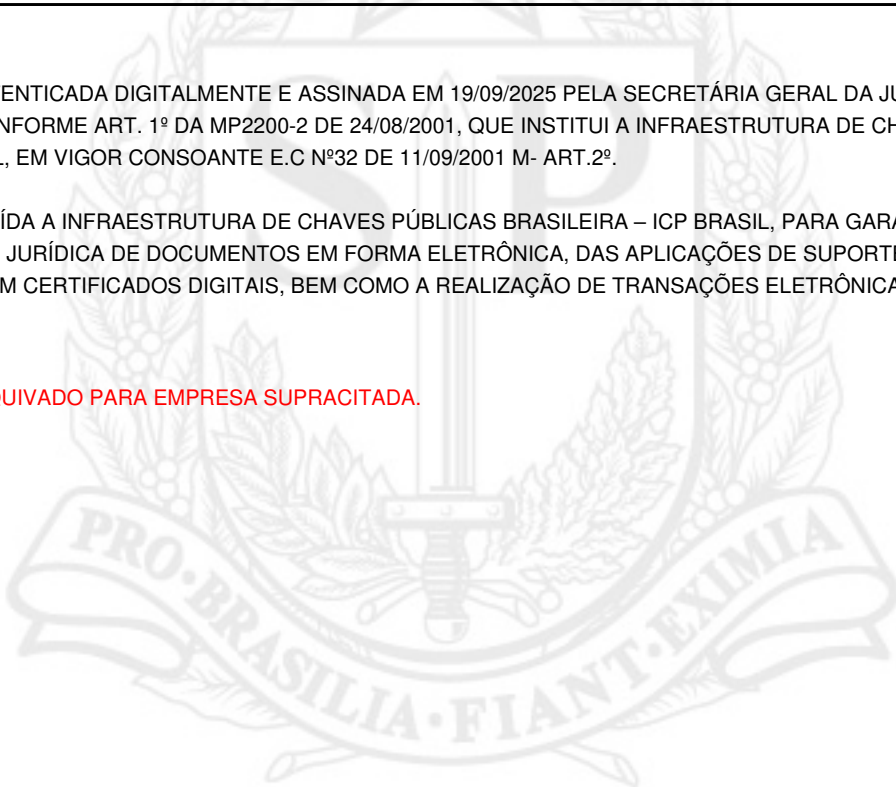 ENTICADA DIGITALMENTE E ASSINADA EM 19/09/2025 PELA SECRETÁRIA GERAL DA JU
NFORME ART. 1º DA MP2200-2 DE 24/08/2001, QUE INSTITUI A INFRAESTRUTURA DE CH
L, EM VIGOR CONSOANTE E.C Nº32 DE 11/09/2001 M- ART.2º.
ÍDA A INFRAESTRUTURA DE CHAVES PÚBLICAS BRASILEIRA – ICP BRASIL, PARA GARA
JURÍDICA DE DOCUMENTOS EM FORMA ELETRÔNICA, DAS APLICAÇÕES DE SUPORTE
M CERTIFICADOS DIGITAIS, BEM COMO A REALIZAÇÃO DE TRANSAÇÕES ELETRÔNICA
UIVADO PARA EMPRESA SUPRACITADA.
SP
PRO·BRASILIA·FIANT·EXIMIA